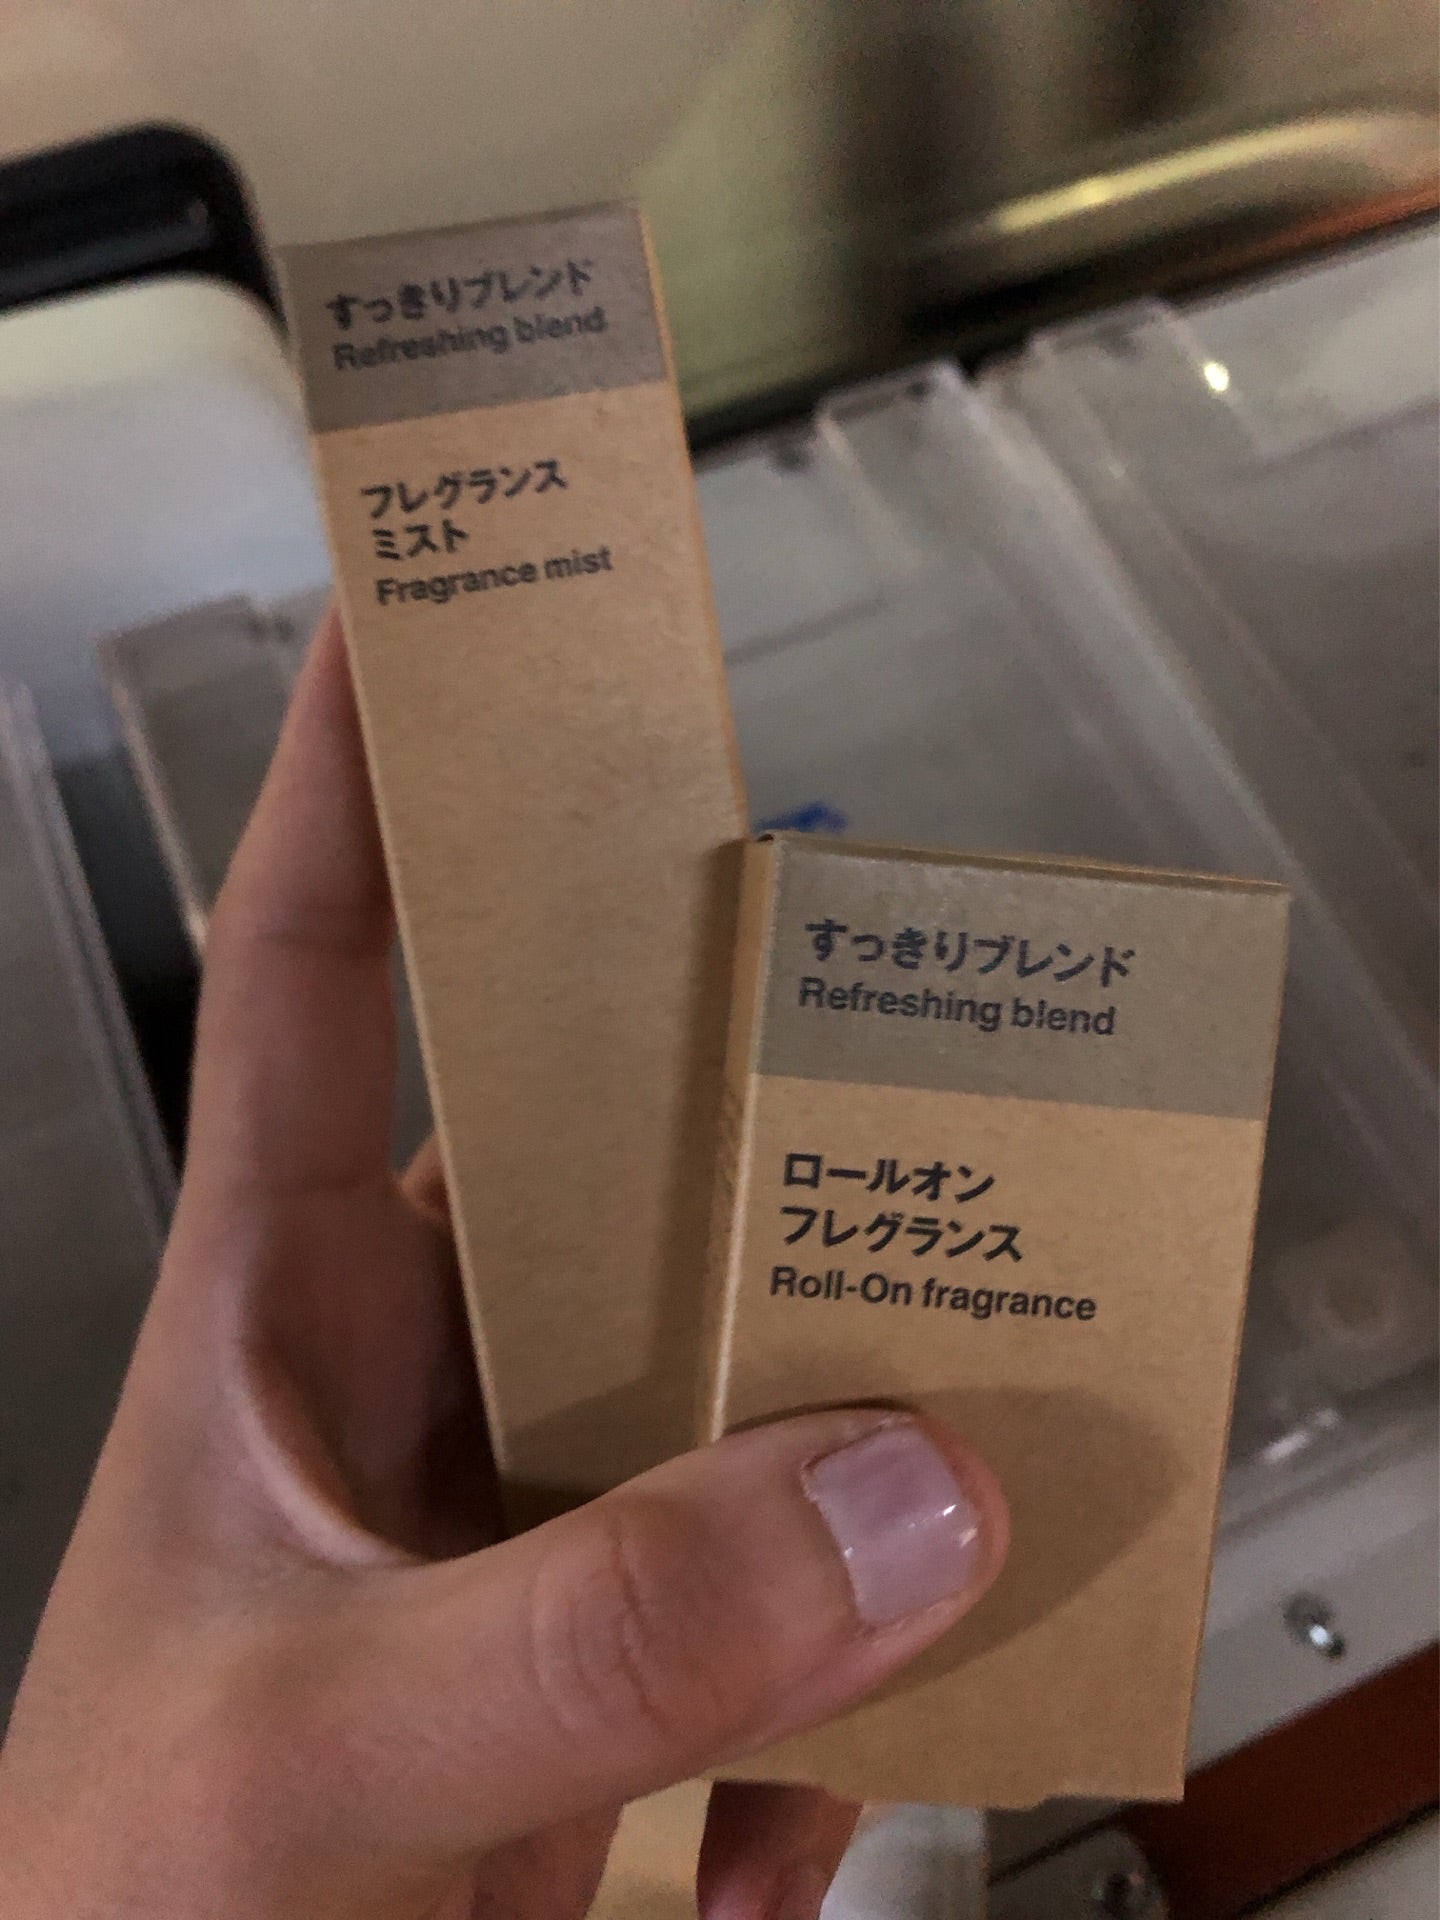 すっきりブレンド
Refreshing blend
フレグランス
ミスト
Fragrance mist
すっきりブレンド
Refreshing blend
ロールオン
フレグランス
Roll-On fragrance